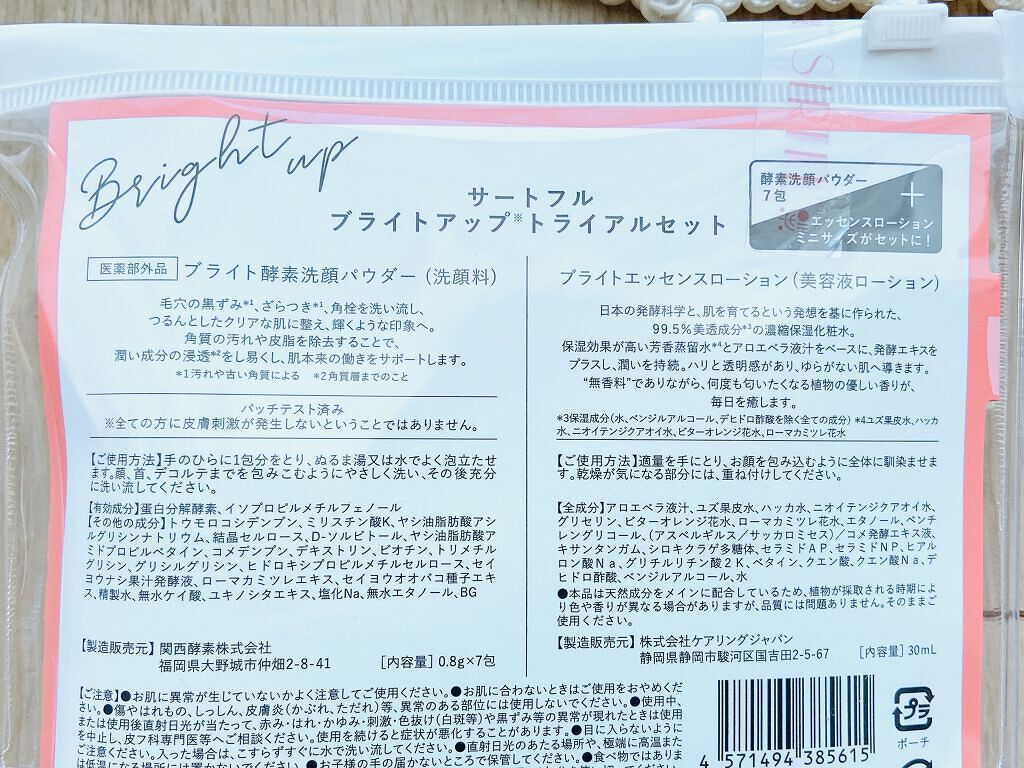 Bright up
サートフル
ブライトアップ※トライアルセット
酵素洗顔パウダー
7包
+
エッセンスローション
ミニサイズがセットに!
医薬部外品 ブライト酵素洗顔パウダー(洗顔料)
毛穴の黒ずみ*1、ざらつき*1、角栓を洗い流し、
つるんとしたクリアな肌に整え、輝くような印象へ。
角質の汚れや皮脂を除去することで、
潤い成分の浸透*2をし易くし、肌本来の働きをサポートします。
*1汚れや古い角質による *2角質層までのこと
パッチテスト済み
※全ての方に皮膚刺激が発生しないということではありません。
【ご使用方法】手のひらに1包分をとり、ぬるま湯又は水でよく泡立たせ
ます。顔、首、デコルテまでを包みこむようにやさしく洗い、その後充分
に洗い流してください。
【有効成分】蛋白分解酵素、イソプロピルメチルフェノール
【その他の成分】トウモロコシデンプン、ミリスチン酸K、ヤシ油脂肪酸アシ
ルグリシンナトリウム、結晶セルロース、D-ソルビトール、ヤシ油脂肪酸ア
ミドプロピルベタイン、コメデンプン、デキストリン、ビオチン、トリメチル
グリシン、グリシルグリシン、ヒドロキシプロピルメチルセルロース、セイ
ヨウナシ果汁発酵液、ローマカミツレエキス、セイヨウオオバコ種子エキ
ス、精製水、無水ケイ酸、ユキノシタエキス、塩化Na、無水エタノール、BG
【製造販売元】関西酵素株式会社
福岡県大野城市仲畑2-8-41 [内容量] 0.8g×7包
ブライトエッセンスローション(美容液ローション)
日本の発酵科学と、肌を育てるという発想を基に作られた、
99.5%美透成分*3の濃縮保湿化粧水。
保湿効果が高い芳香蒸留水*4とアロエベラ液汁をベースに、発酵エキスを
プラスし、潤いを持続。ハリと透明感があり、ゆらがない肌へ導きます。
“無香料”でありながら、何度も匂いたくなる植物の優しい香りが、
毎日を癒します。
*3保湿成分(水、ベンジルアルコール、デヒドロ酢酸を除く全ての成分) *4ユズ果皮水、ハッカ
水、ニオイテンジクアオイ水、ビターオレンジ花水、ローマカミツレ花水
【ご使用方法】適量を手にとり、お顔を包み込むように全体に馴染ませま
す。乾燥が気になる部分には、重ね付けしてください。
【全成分】アロエベラ液汁、ユズ果皮水、ハッカ水、ニオイテンジクアオイ水、
グリセリン、ビターオレンジ花水、ローマカミツレ花水、エタノール、ペンチ
レングリコール、(アスペルギルス/サッカロミセス)/コメ発酵エキス液、
キサンタンガム、シロキクラゲ多糖体、セラミドAP、セラミドNP、ヒアル
ロン酸Na、グリチルリチン酸2K、ベタイン、クエン酸、クエン酸Na、デ
ヒドロ酢酸、ベンジルアルコール、水
●本品は天然成分をメインに配合しているため、植物が採取される時期によ
り色や香りが異なる場合がありますが、品質には問題ありません。そのままご
使用ください。
【製造販売元】株式会社ケアリングジャパン
静岡県静岡市駿河区国吉田2-5-67 [内容量] 30mL
【ご注意】●お肌に異常が生じていないかよく注意してご使用ください。●お肌に合わないときはご使用をおやめくだ
さい。●傷やはれもの、しっしん、皮膚炎(かぶれ、ただれ)等、異常のある部位には使用しないでください。●使用中、
または使用後直射日光が当たって、赤み・はれ・かゆみ・刺激・色抜け(白斑等)や黒ずみ等の異常が現れたときは使用
を中止し、皮フ科専門医等へご相談ください。使用を続けると症状が悪化することがあります。●目に入らないように
ご注意ください。入った場合は、こすらずすぐに水で洗い流してください。●直射日光のあたる場所や、極端に高温また
は低温になる場所には置かないでください。●お子様の手の届かないところで保管してください。●食べ物ではありま
4 571494 385615
プラ
ポーチ